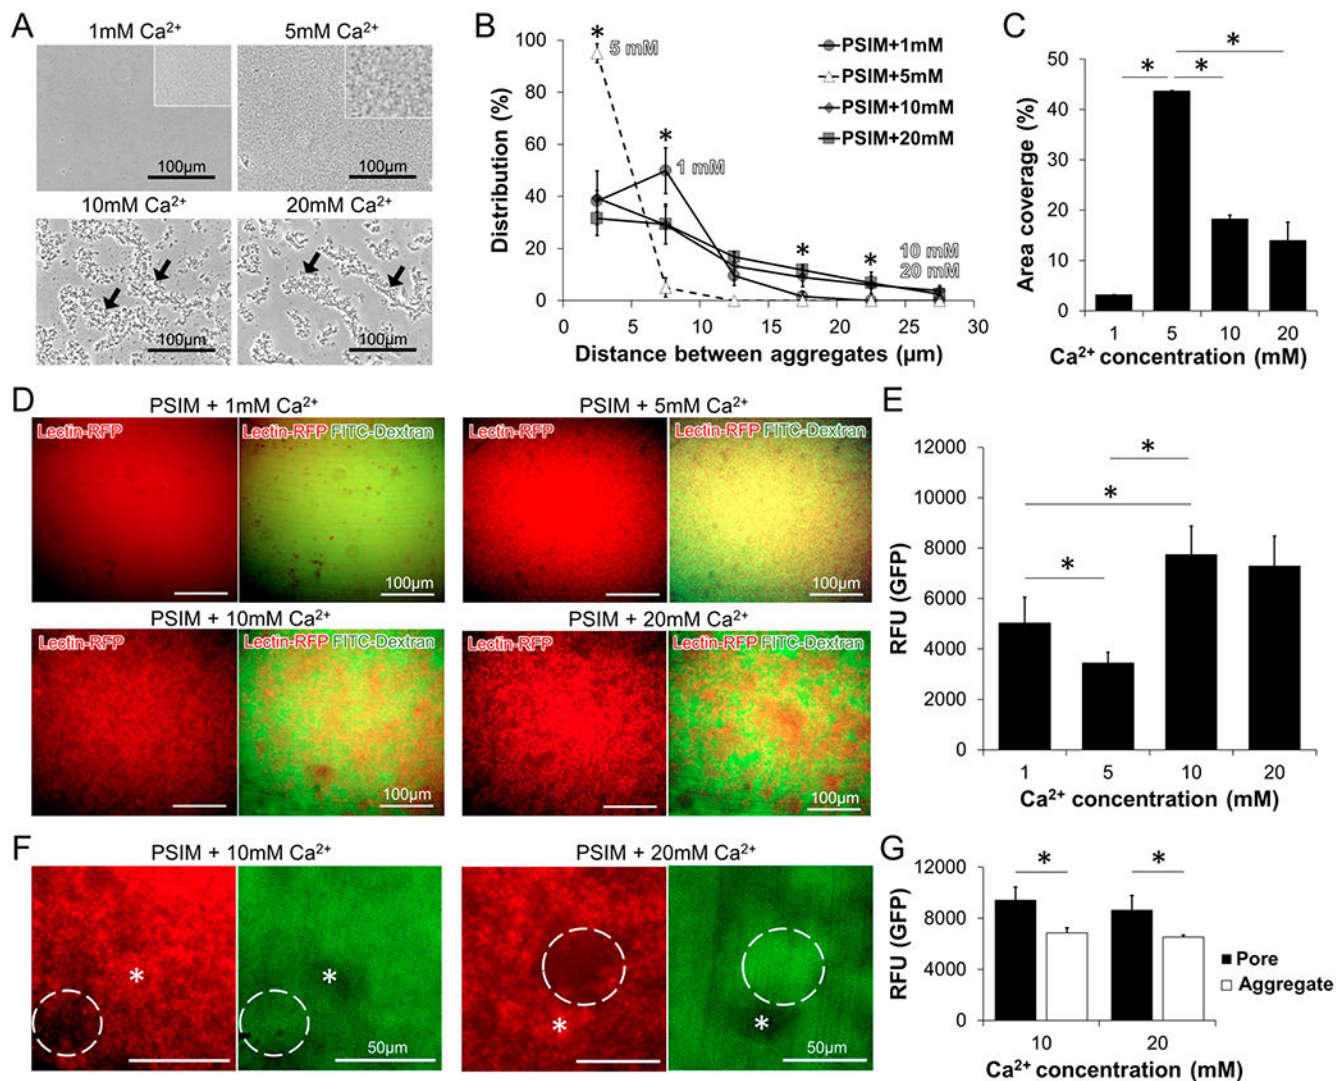 A
1mM Ca²⁺
5mM Ca²⁺
100µm
100µm
10mM Ca²⁺
20mM Ca²⁺
100µm
100µm
B
Distribution (%)
100
80
60
40
20
0
0 5 10 15 20 25 30
Distance between aggregates (µm)
* 5 mM
* 1 mM
* *
10 mM
20 mM
PSIM+1mM
PSIM+5mM
PSIM+10mM
PSIM+20mM
C
Area coverage (%)
50
40
30
20
10
0
* * *
1 5 10 20
Ca²⁺ concentration (mM)
D
PSIM + 1mM Ca²⁺
Lectin-RFP
Lectin-RFP FITC-Dextran
100µm
PSIM + 5mM Ca²⁺
Lectin-RFP
Lectin-RFP FITC-Dextran
100µm
PSIM + 10mM Ca²⁺
Lectin-RFP
Lectin-RFP FITC-Dextran
100µm
PSIM + 20mM Ca²⁺
Lectin-RFP
Lectin-RFP FITC-Dextran
100µm
E
RFU (GFP)
12000
10000
8000
6000
4000
2000
0
* * *
1 5 10 20
Ca²⁺ concentration (mM)
F
PSIM + 10mM Ca²⁺
* *
50µm
PSIM + 20mM Ca²⁺
* *
50µm
G
RFU (GFP)
12000
8000
4000
0
* *
10 20
Ca²⁺ concentration (mM)
Pore
Aggregate